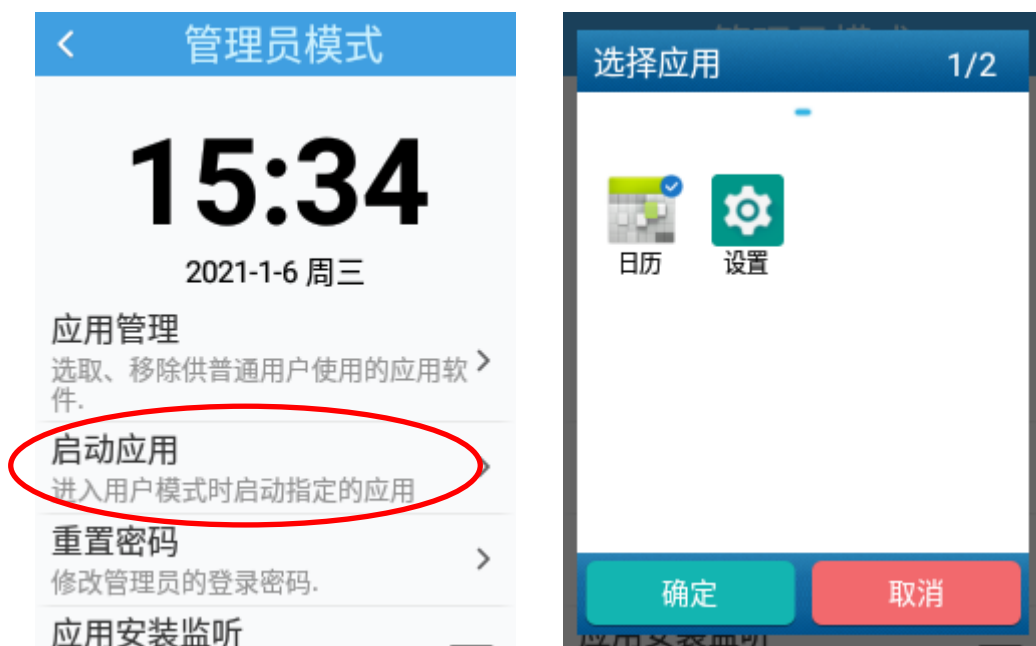 管理员模式
15:34
2021-1-6 周三
应用管理
选取、移除供普通用户使用的应用软
件.
启动应用
进入用户模式时启动指定的应用
重置密码
修改管理员的登录密码.
应用安装监听
选择应用 1/2
日历 设置
确定 取消